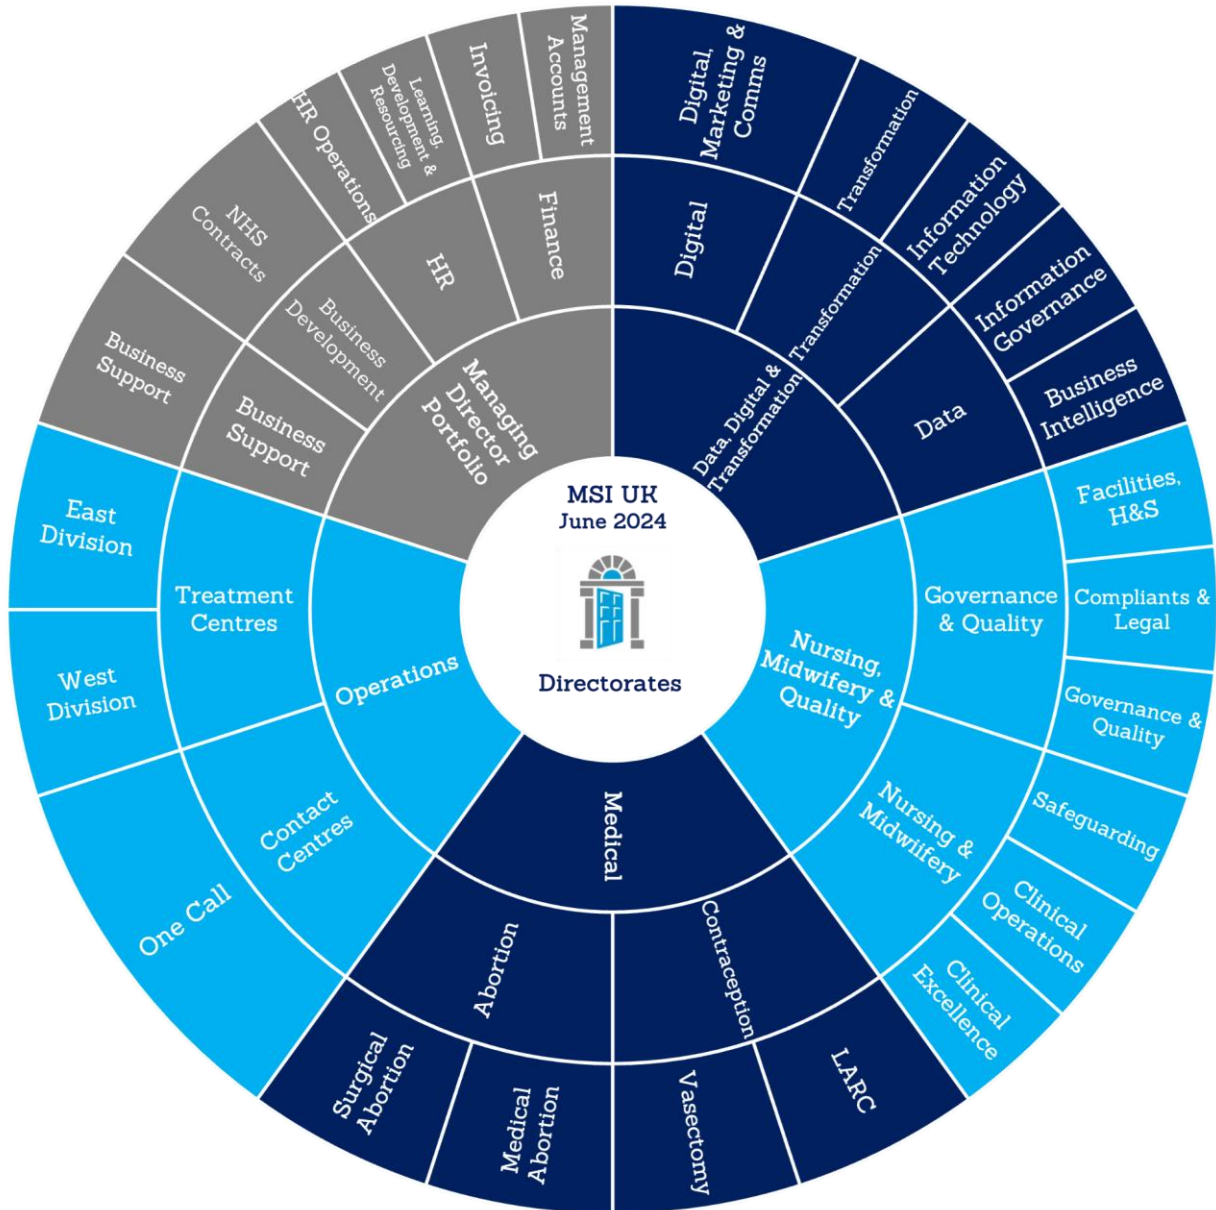 MSI UK
June 2024
Directorates
Data, Digital &
Transformation
Digital
Digital,
Marketing &
Comms
Transformation
Transformation
Data
Information
Technology
Information
Governance
Business
Intelligence
Nursing,
Midwifery &
Quality
Governance
& Quality
Facilities,
H&S
Compliants &
Legal
Governance &
Quality
Nursing &
Midwiifery
Safeguarding
Clinical
Operations
Clinical
Excellence
Medical
Contraception
LARC
Vasectomy
Abortion
Medical
Abortion
Surgical
Abortion
Operations
Contact
Centres
One Call
Treatment
Centres
West
Division
East
Division
Managing
Director
Portfolio
Business
Support
Business
Support
Business
Development
NHS
Contracts
HR
HR Operations
Learning,
Development &
Resourcing
Finance
Invoicing
Management
Accounts